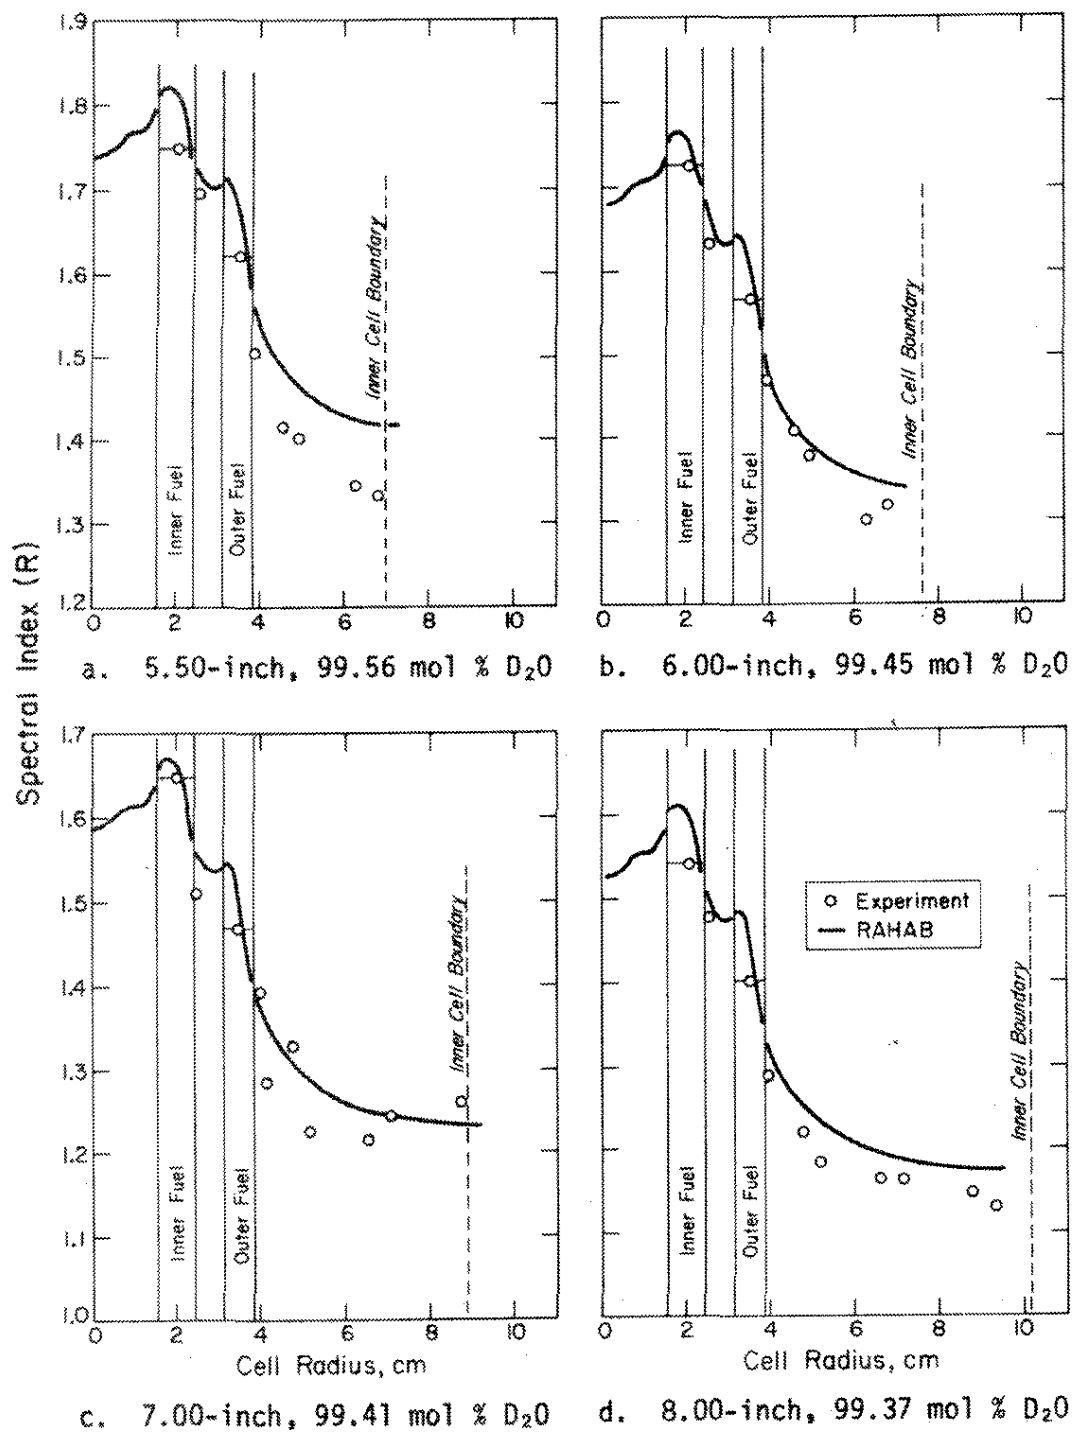 Spectral Index (R)
1.9
1.8
1.7
1.6
1.5
1.4
1.3
1.2
0
2
4
6
8
10
Inner Fuel
Outer Fuel
Inner Cell Boundary
a. 5.50-inch, 99.56 mol % D₂O
0
2
4
6
8
10
Inner Fuel
Outer Fuel
Inner Cell Boundary
b. 6.00-inch, 99.45 mol % D₂O
1.7
1.6
1.5
1.4
1.3
1.2
1.1
1.0
0
2
4
6
8
10
Inner Fuel
Outer Fuel
Inner Cell Boundary
Cell Radius, cm
c. 7.00-inch, 99.41 mol % D₂O
Experiment
RAHAB
0
2
4
6
8
10
Inner Fuel
Outer Fuel
Inner Cell Boundary
Cell Radius, cm
d. 8.00-inch, 99.37 mol % D₂O